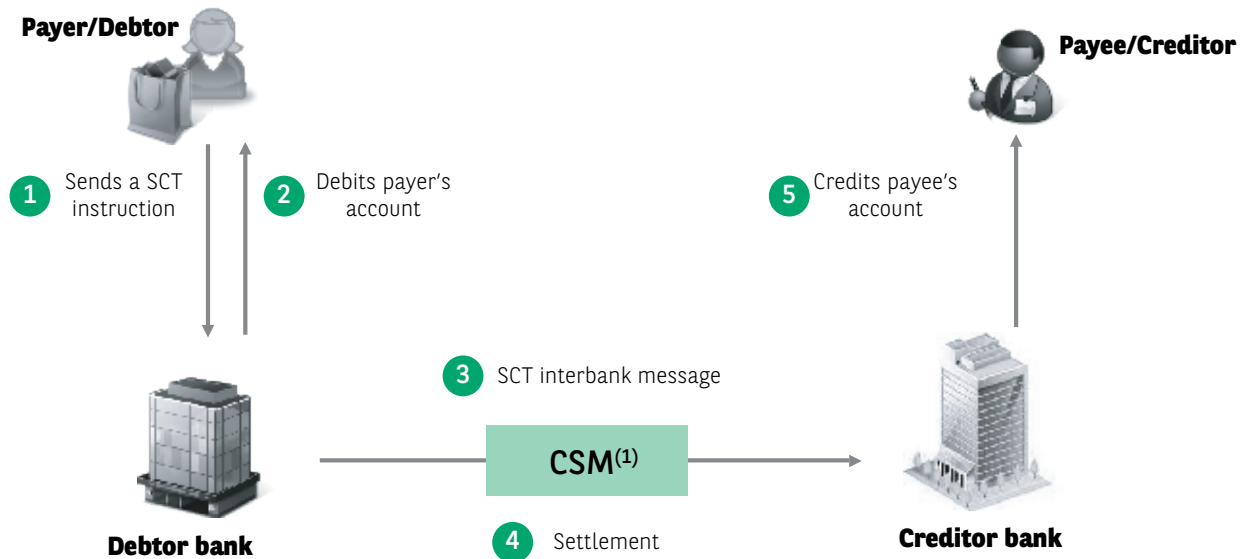 Payer/Debtor
Payee/Creditor
1 Sends a SCT
instruction
2 Debits payer's
account
5 Credits payee's
account
3 SCT interbank message
CSM(1)
4 Settlement
Debtor bank
Creditor bank